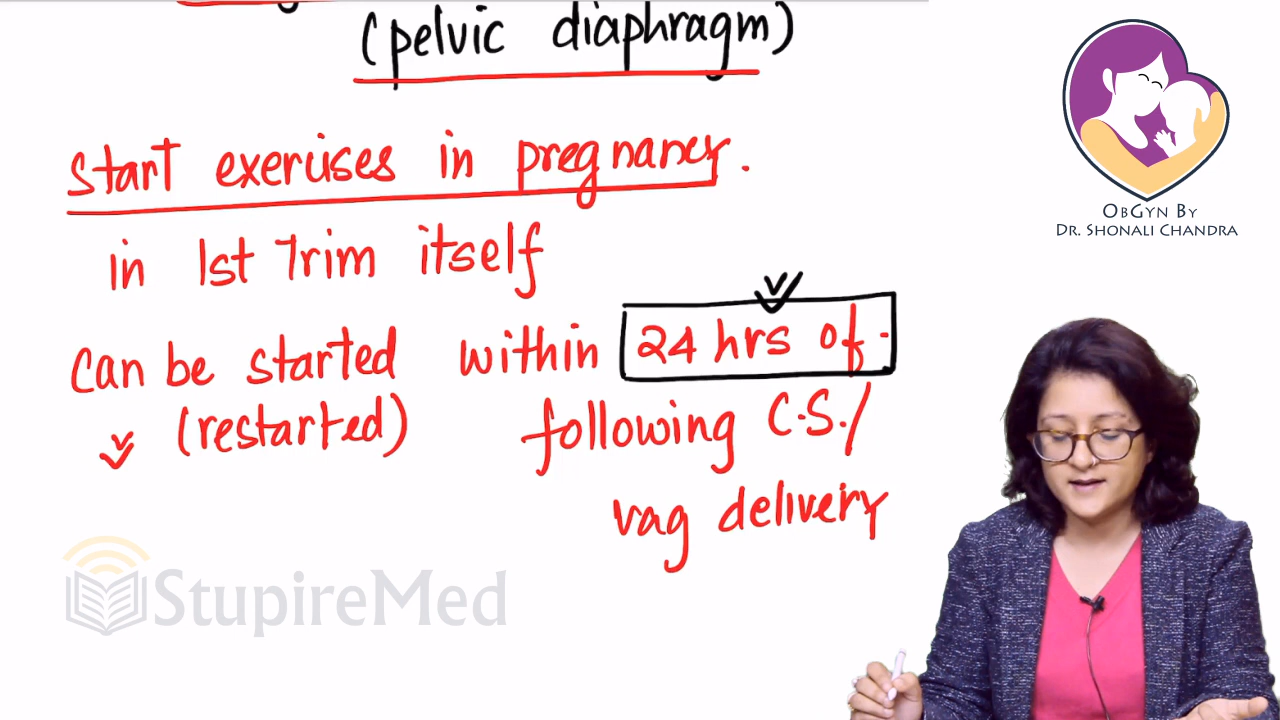 (pelvic diaphragm)
Start exercises in pregnancy.
in 1st Trim itself
Can be started within 24 hrs of
(restarted) following C.S./
vag delivery
ObGyn By
Dr. Shonali Chandra
StupireMed